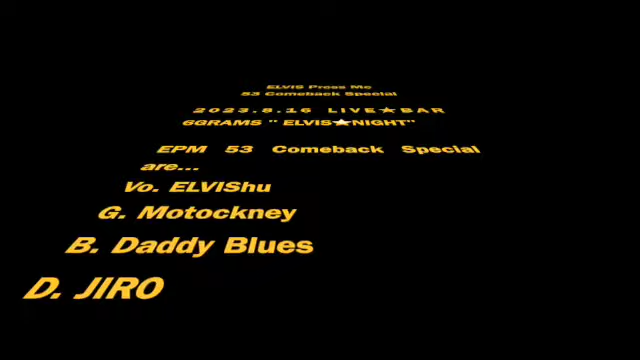 ELVIS Press Me
53 Comeback Special
2023.8.16 LIVE★BAR
6GRAMS " ELVIS★NIGHT"
EPM 53 Comeback Special
are...
Vo. ELVIShu
G. Motockney
B. Daddy Blues
D. JIRO